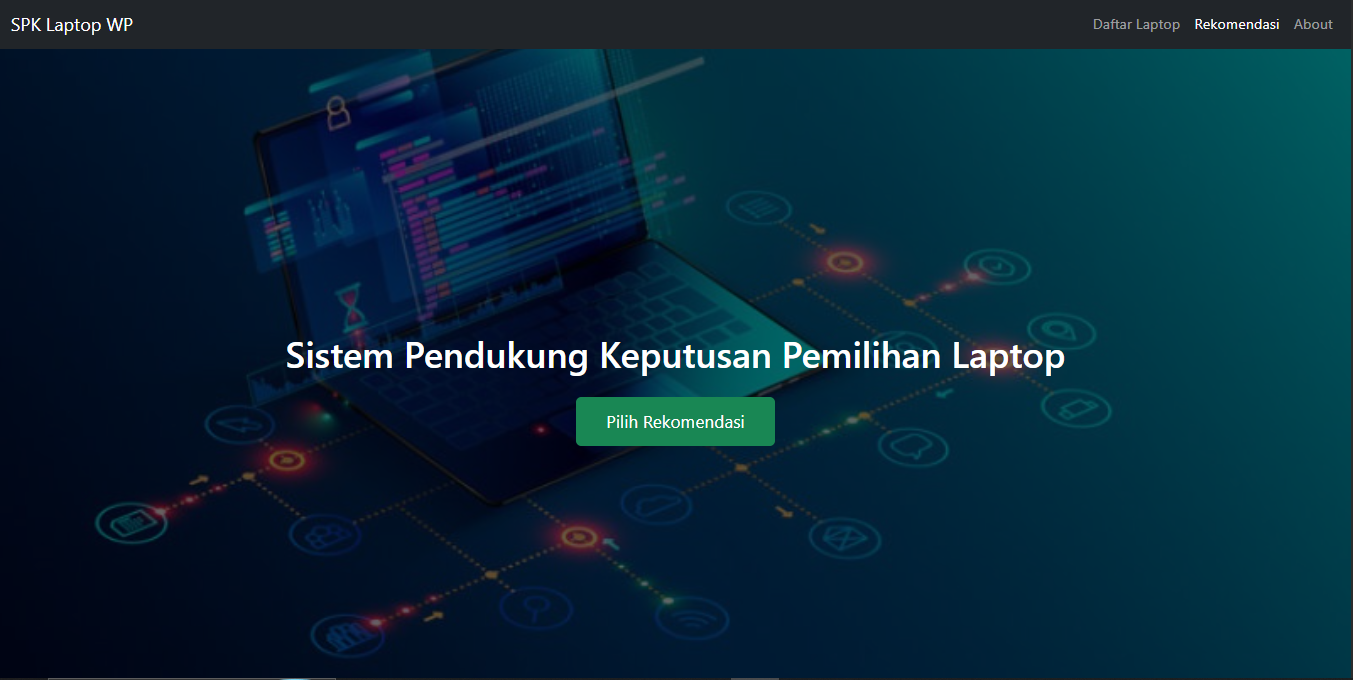 SPK Laptop WP
Daftar Laptop Rekomendasi About
Sistem Pendukung Keputusan Pemilihan Laptop
Pilih Rekomendasi